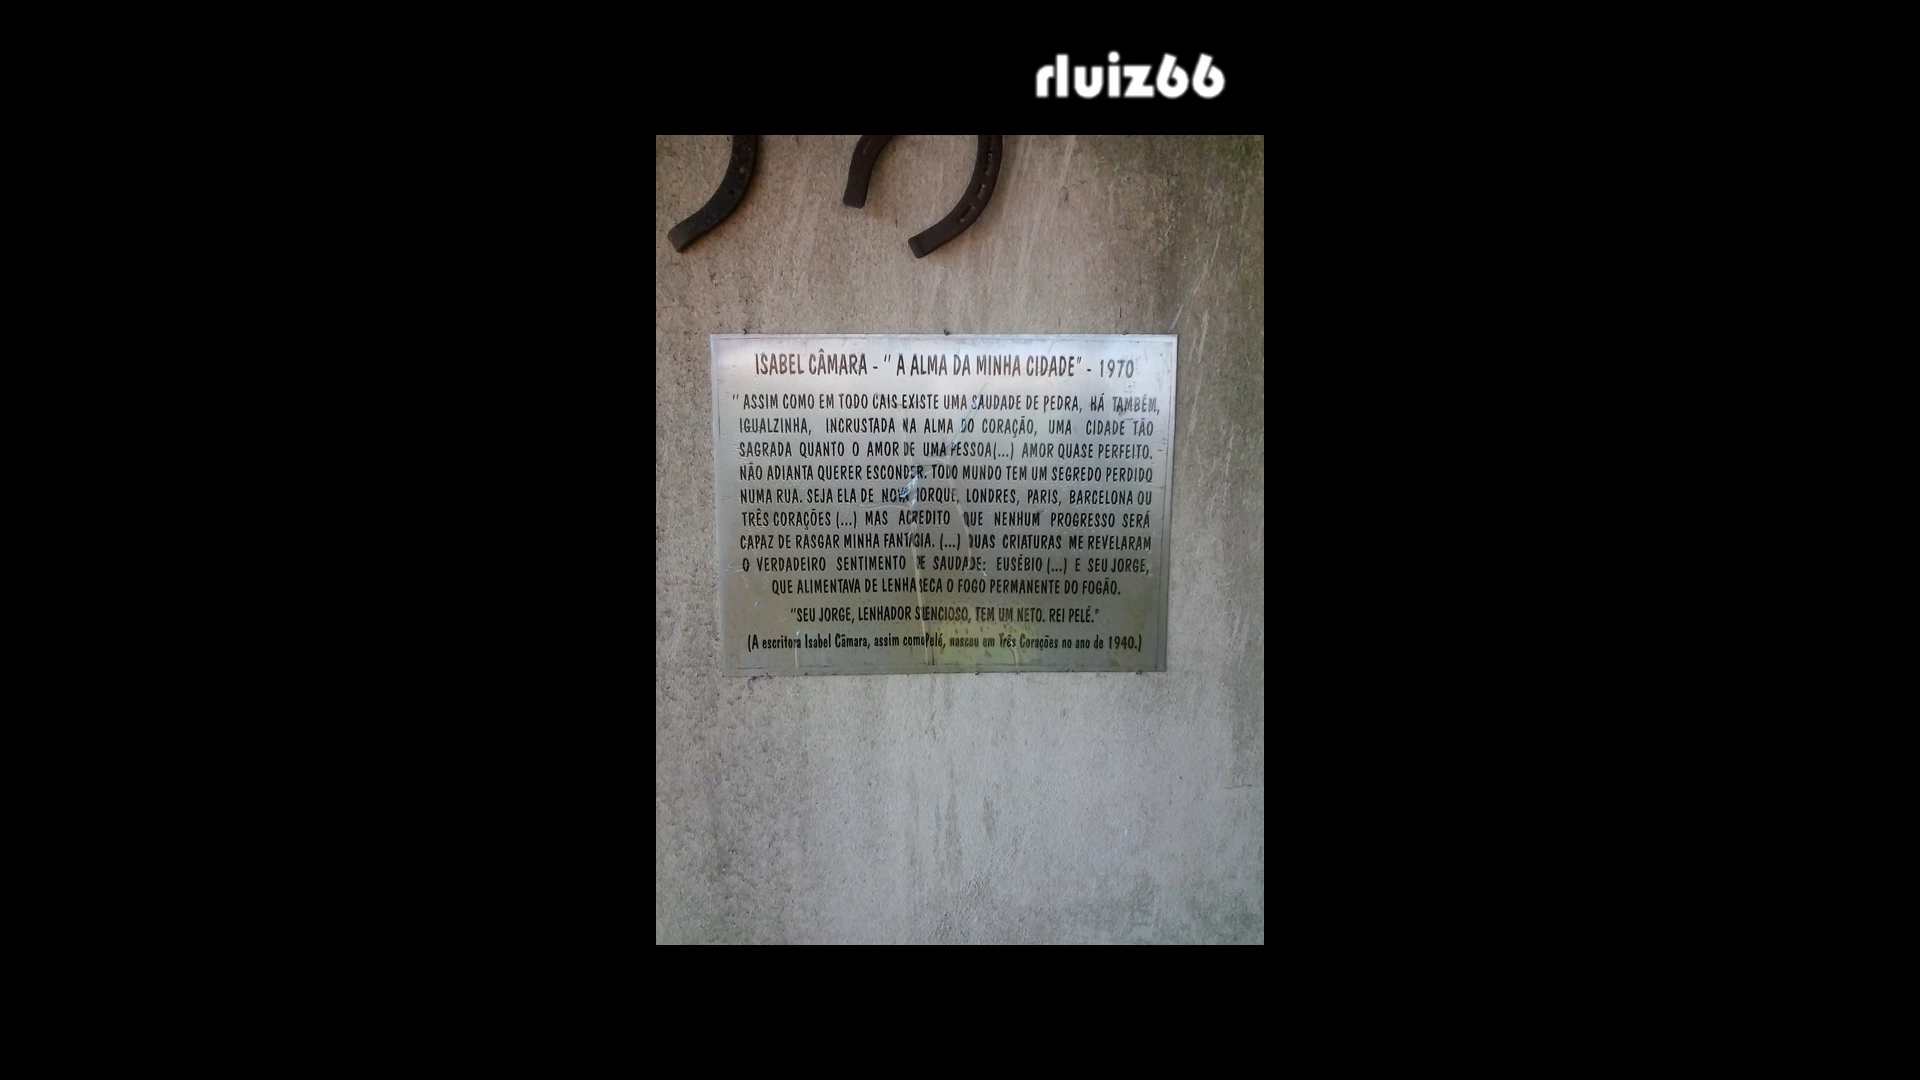 rluiz66
ISABEL CÂMARA - " A ALMA DA MINHA CIDADE" - 1970
" ASSIM COMO EM TODO CAIS EXISTE UMA SAUDADE DE PEDRA, HÁ TAMBÉM,
IGUALZINHA, INCRUSTADA NA ALMA DO CORAÇÃO, UMA CIDADE TÃO
SAGRADA QUANTO O AMOR DE UMA PESSOA(...) AMOR QUASE PERFEITO.
NÃO ADIANTA QUERER ESCONDER. TODO MUNDO TEM UM SEGREDO PERDIDO
NUMA RUA. SEJA ELA DE NOVA IORQUE, LONDRES, PARIS, BARCELONA OU
TRÊS CORAÇÕES (...) MAS ACREDITO QUE NENHUM PROGRESSO SERÁ
CAPAZ DE RASGAR MINHA FANTASIA. (...) DUAS CRIATURAS ME REVELARAM
O VERDADEIRO SENTIMENTO DE SAUDADE: EUSÉBIO (...) E SEU JORGE,
QUE ALIMENTAVA DE LENHA SECA O FOGO PERMANENTE DO FOGÃO.
"SEU JORGE, LENHADOR SILENCIOSO, TEM UM NETO. REI PELÉ."
(A escritora Isabel Câmara, assim como Pelé, nasceu em Três Corações no ano de 1940.)